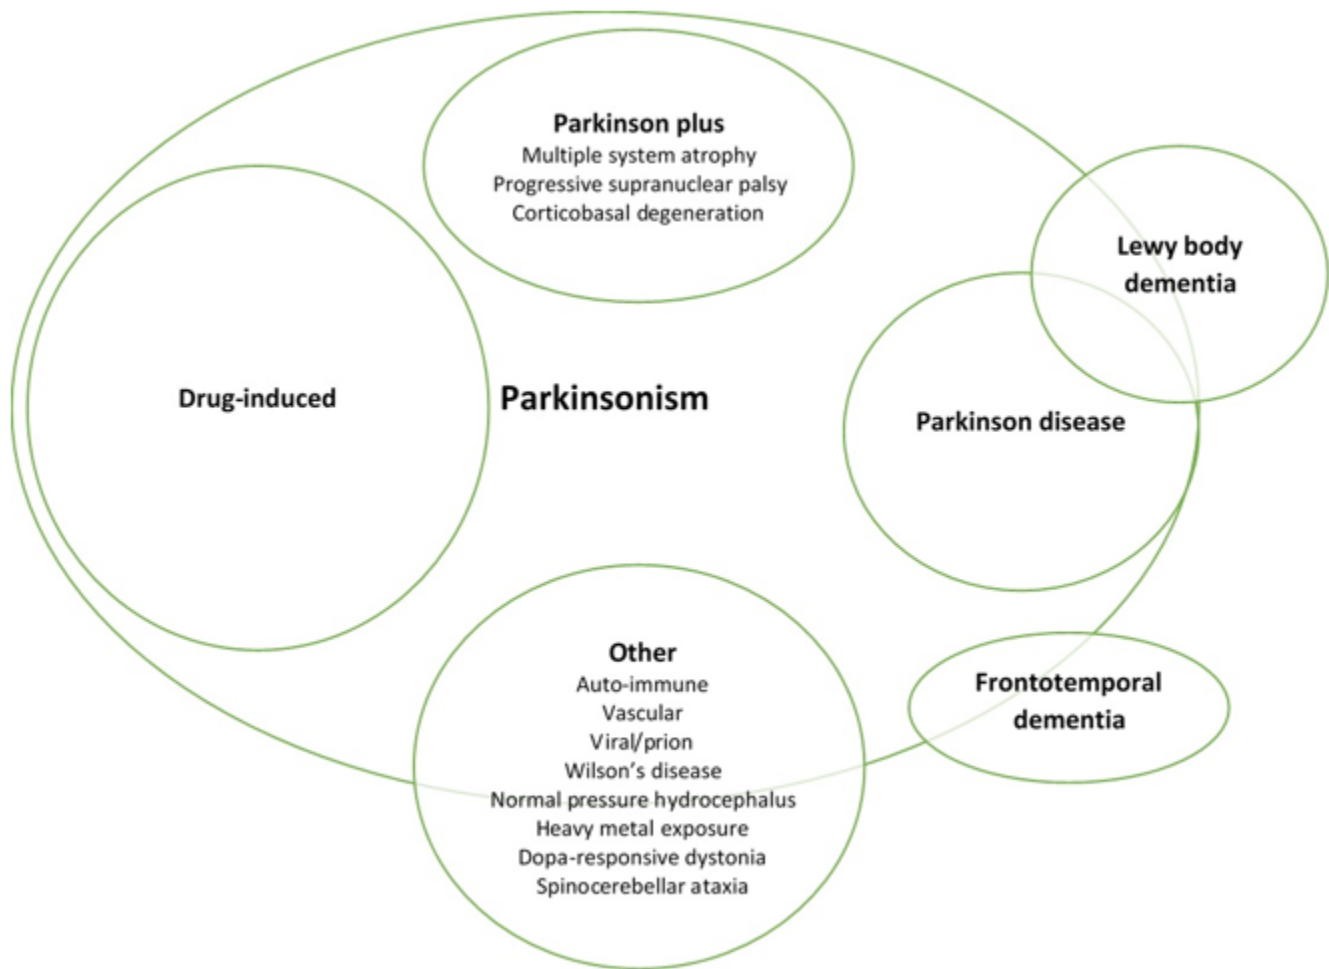 Parkinson plus
Multiple system atrophy
Progressive supranuclear palsy
Corticobasal degeneration
Lewy body
dementia
Drug-induced
Parkinsonism
Parkinson disease
Other
Auto-immune
Vascular
Viral/prion
Wilson’s disease
Normal pressure hydrocephalus
Heavy metal exposure
Dopa-responsive dystonia
Spinocerebellar ataxia
Frontotemporal
dementia